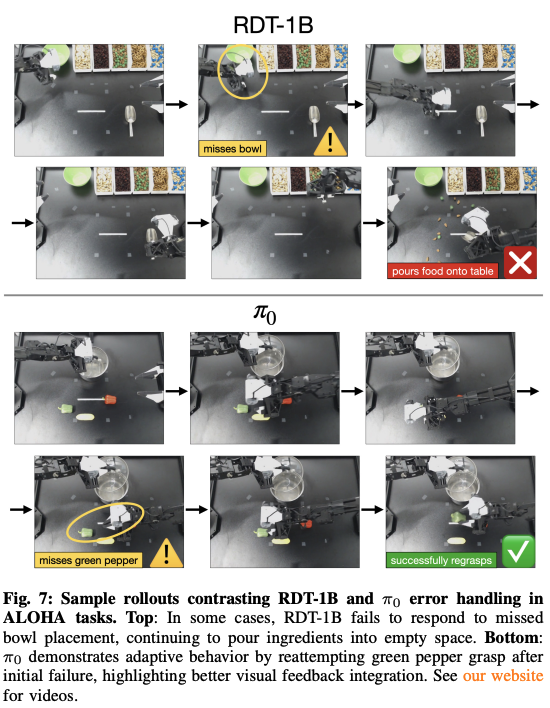 RDT-1B
misses bowl
pours food onto table
π₀
misses green pepper
successfully regrasps
Fig. 7: Sample rollouts contrasting RDT-1B and π₀ error handling in
ALOHA tasks. Top: In some cases, RDT-1B fails to respond to missed
bowl placement, continuing to pour ingredients into empty space. Bottom:
π₀ demonstrates adaptive behavior by reattempting green pepper grasp after
initial failure, highlighting better visual feedback integration. See our website
for videos.